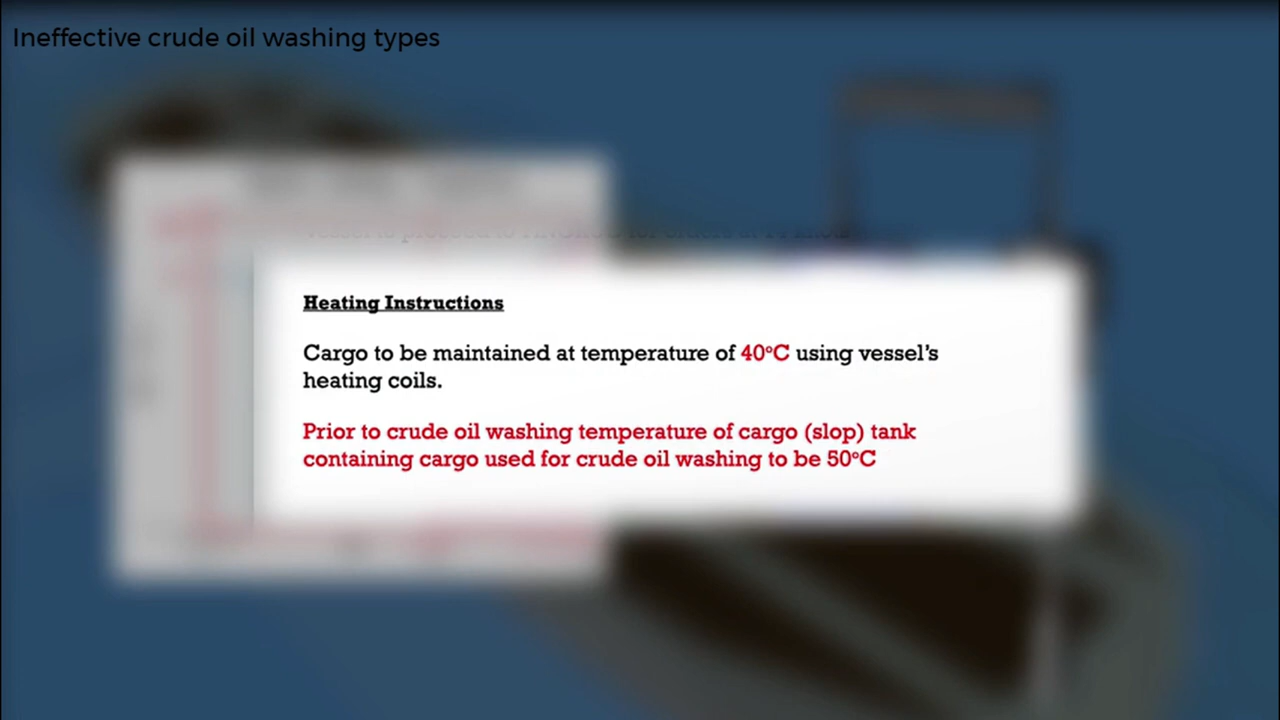 Ineffective crude oil washing types
Heating Instructions
Cargo to be maintained at temperature of 40°C using vessel’s
heating coils.
Prior to crude oil washing temperature of cargo (slop) tank
containing cargo used for crude oil washing to be 50°C